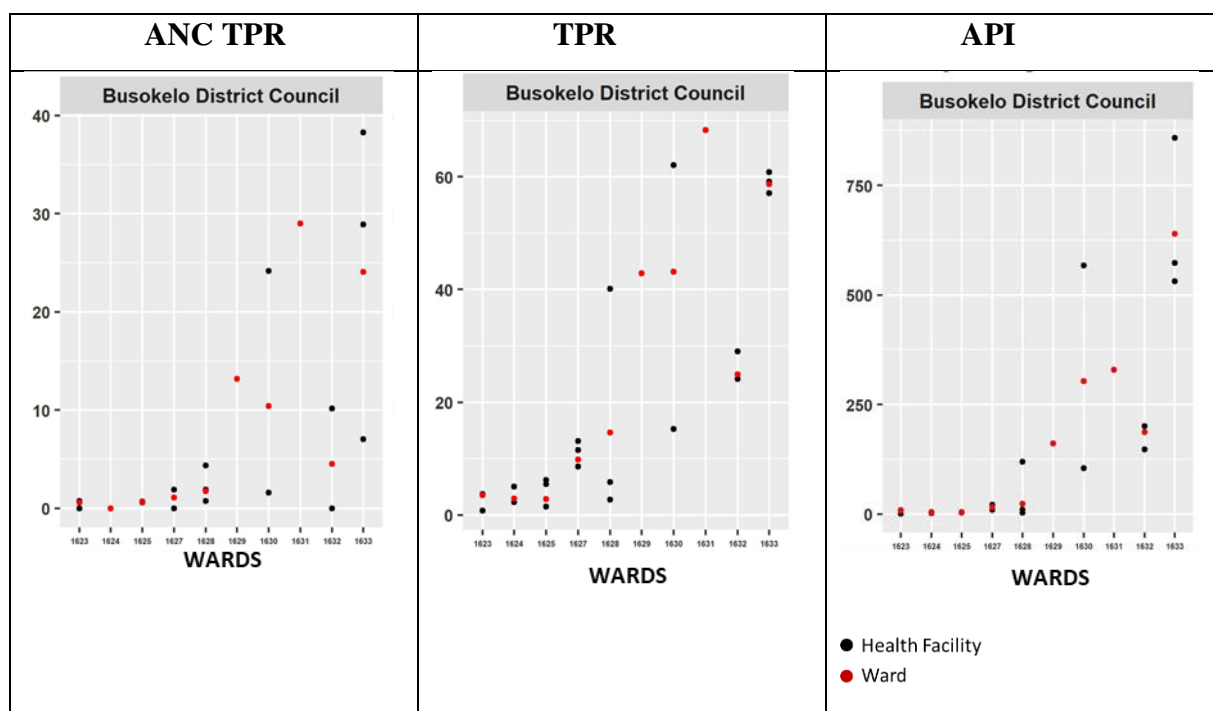 ANC TPR
TPR
API
Busokelo District Council
40
30
20
10
0
1623 1624 1625 1627 1628 1629 1630 1631 1632 1633
WARDS
Busokelo District Council
60
40
20
0
1623 1624 1625 1627 1628 1629 1630 1631 1632 1633
WARDS
Busokelo District Council
750
500
250
0
1623 1624 1625 1627 1628 1629 1630 1631 1632 1633
WARDS
Health Facility
Ward